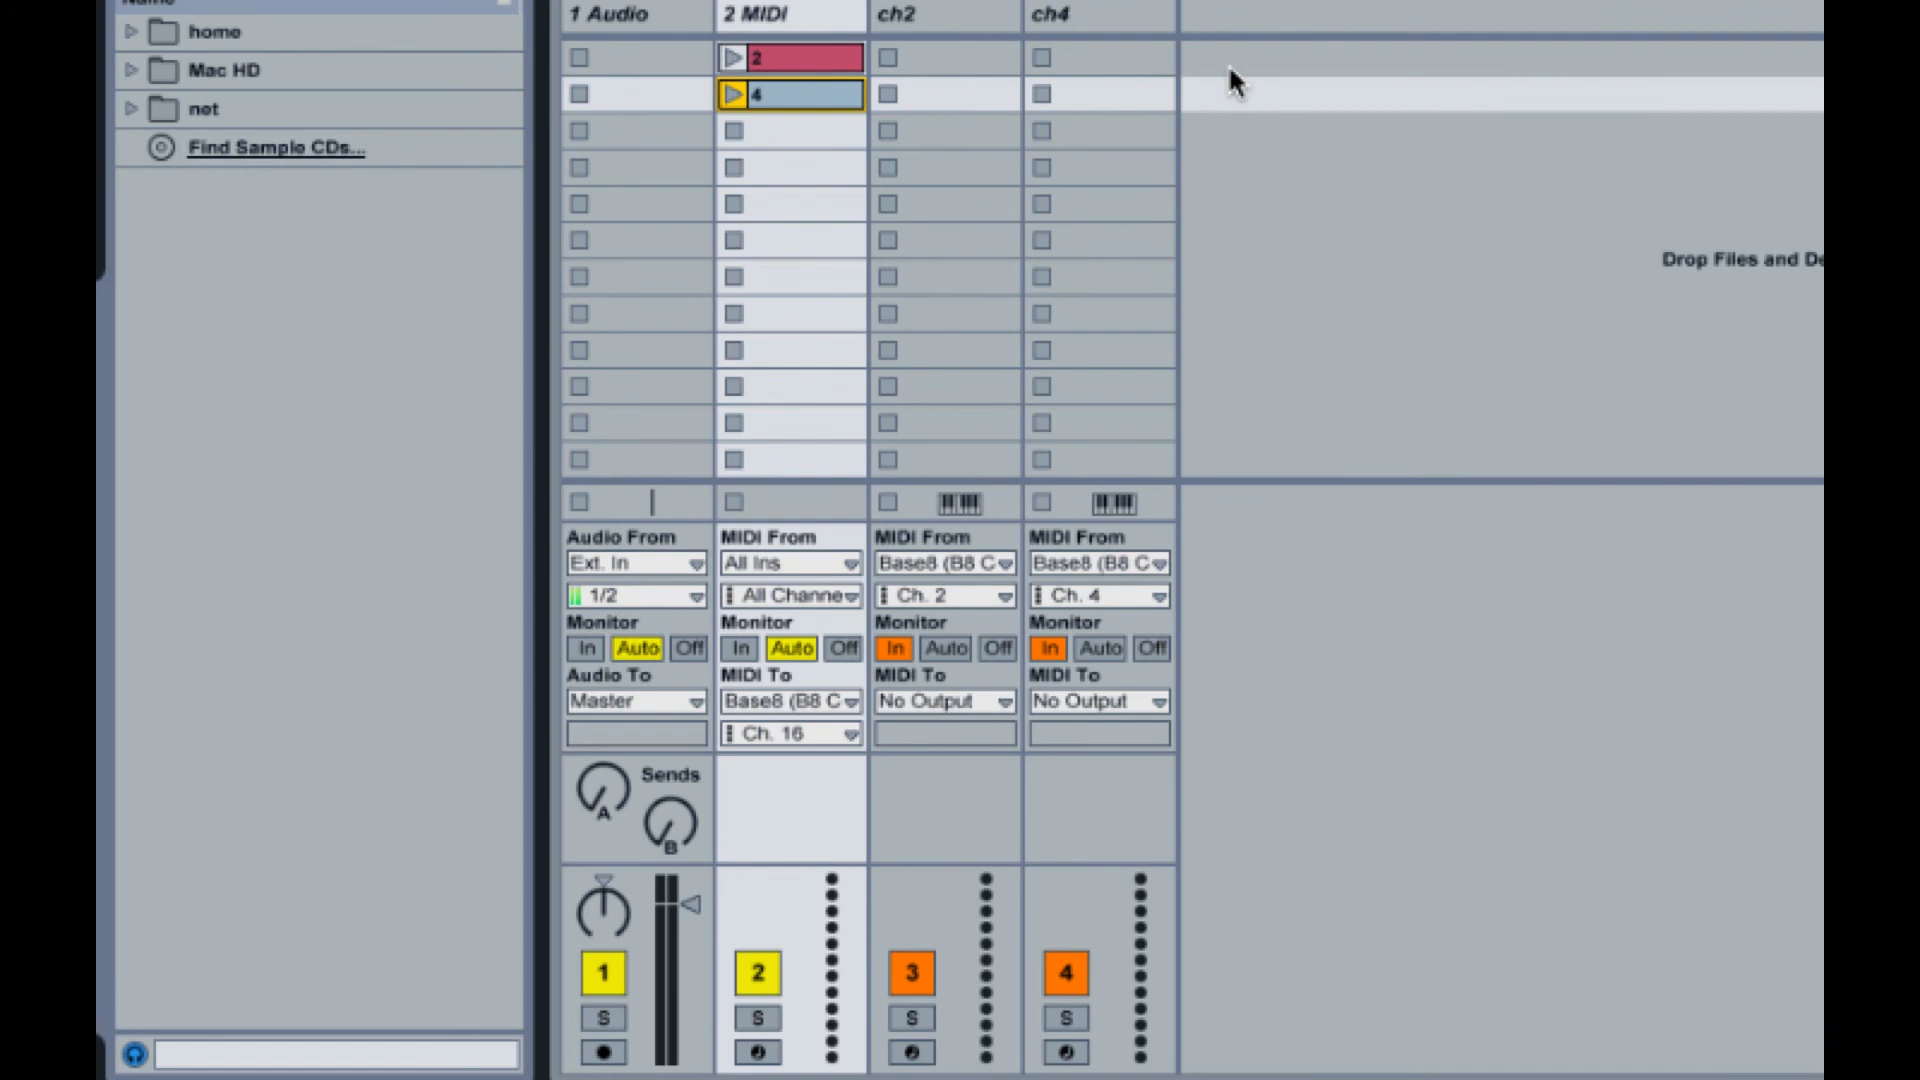 Name
home
Mac HD
net
Find Sample CDs...
1 Audio
2 MIDI
ch2
ch4
2
4
Drop Files and De
Audio From
MIDI From
MIDI From
MIDI From
Ext. In
All Ins
Base8 (B8 C
Base8 (B8 C
1/2
All Channe
Ch. 2
Ch. 4
Monitor
Monitor
Monitor
Monitor
In Auto Off
In Auto Off
In Auto Off
In Auto Off
Audio To
MIDI To
MIDI To
MIDI To
Master
Base8 (B8 C
No Output
No Output
Ch. 16
Sends
A
B
1
2
3
4
S
S
S
S